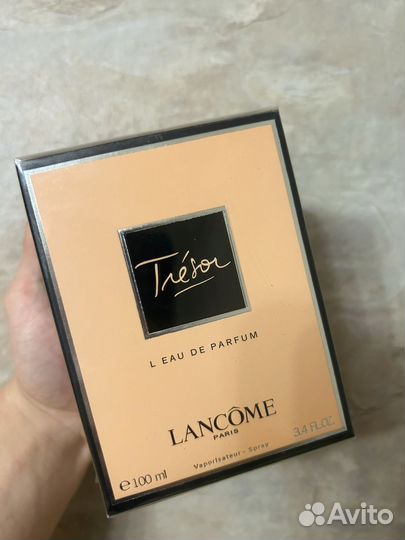 Trésor
L EAU DE PARFUM
LANCÔME
PARIS
Vaporisateur - Spray
e 100 ml
3.4 FL.OZ.
Avito